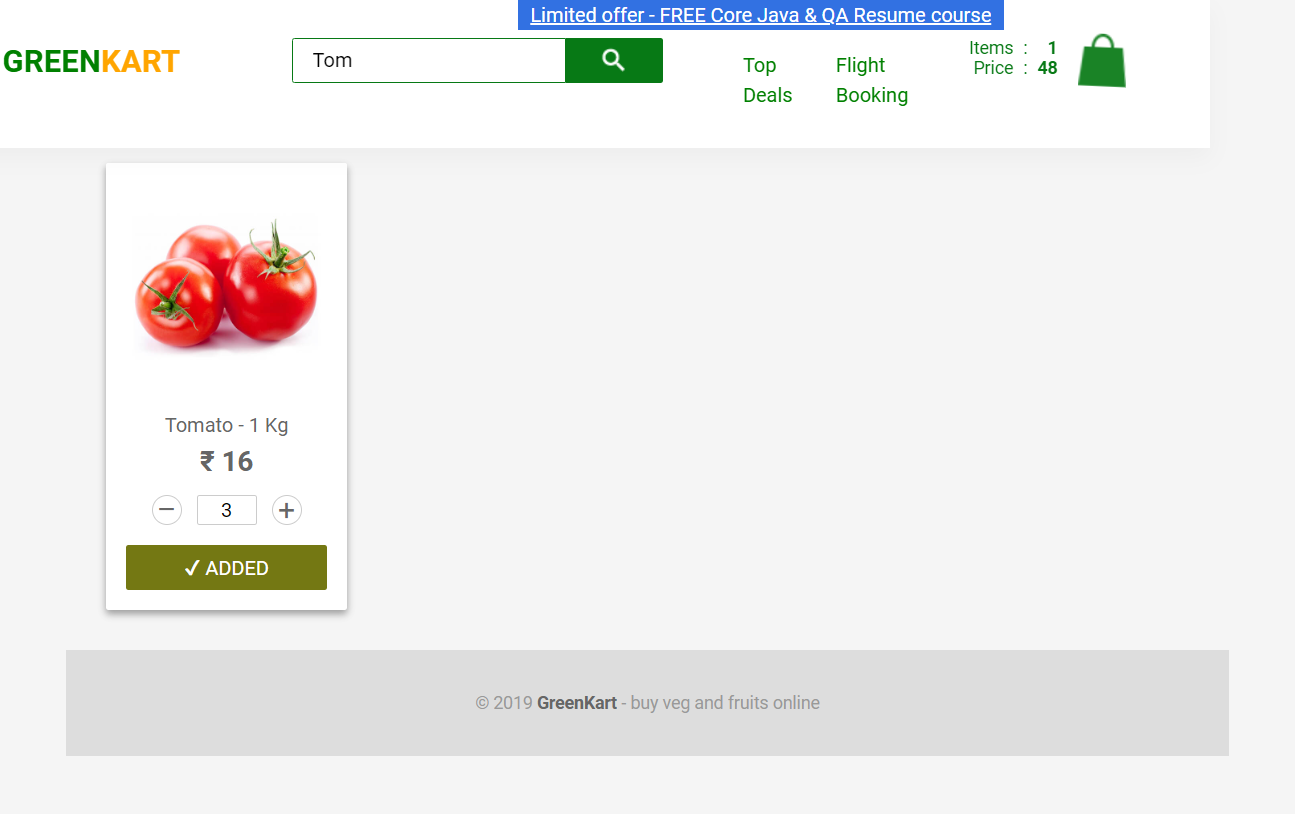 Limited offer - FREE Core Java & QA Resume course
GREENKART
Tom
Top
Deals
Flight
Booking
Items : 1
Price : 48
Tomato - 1 Kg
₹ 16
− 3 +
✔ ADDED
© 2019 GreenKart - buy veg and fruits online